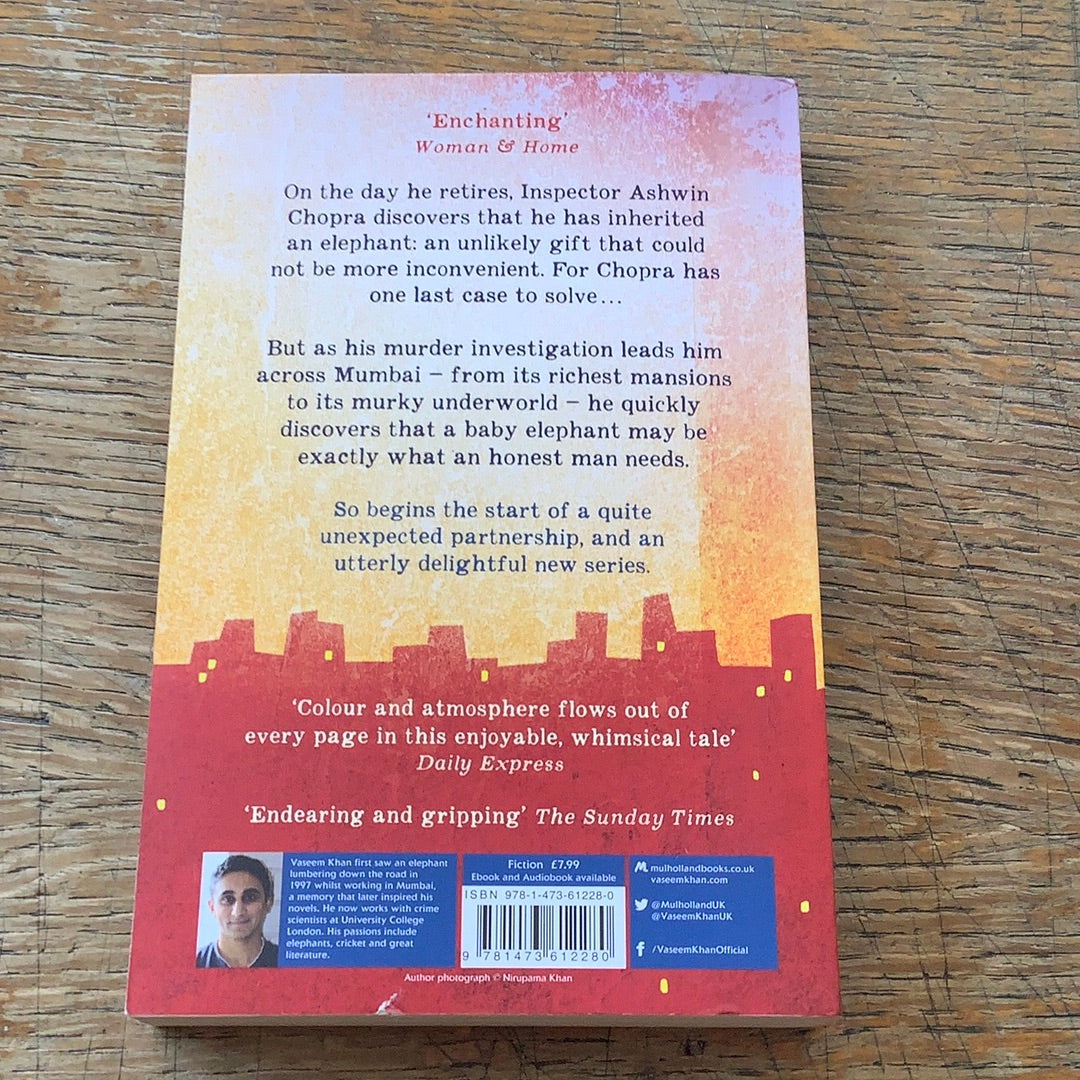 ‘Enchanting’
Woman & Home
On the day he retires, Inspector Ashwin
Chopra discovers that he has inherited
an elephant: an unlikely gift that could
not be more inconvenient. For Chopra has
one last case to solve...
But as his murder investigation leads him
across Mumbai – from its richest mansions
to its murky underworld – he quickly
discovers that a baby elephant may be
exactly what an honest man needs.
So begins the start of a quite
unexpected partnership, and an
utterly delightful new series.
‘Colour and atmosphere flows out of
every page in this enjoyable, whimsical tale’
Daily Express
‘Endearing and gripping’ The Sunday Times
Vaseem Khan first saw an elephant
lumbering down the road in
1997 whilst working in Mumbai,
a memory that later inspired his
novels. He now works with crime
scientists at University College
London. His passions include
elephants, cricket and great
literature.
Fiction £7.99
Ebook and Audiobook available
ISBN 978-1-473-61228-0
9 781473 612280
mulhollandbooks.co.uk
vaseemkhan.com
@MulhollandUK
@VaseemKhanUK
/VaseemKhanOfficial
Author photograph © Nirupama Khan